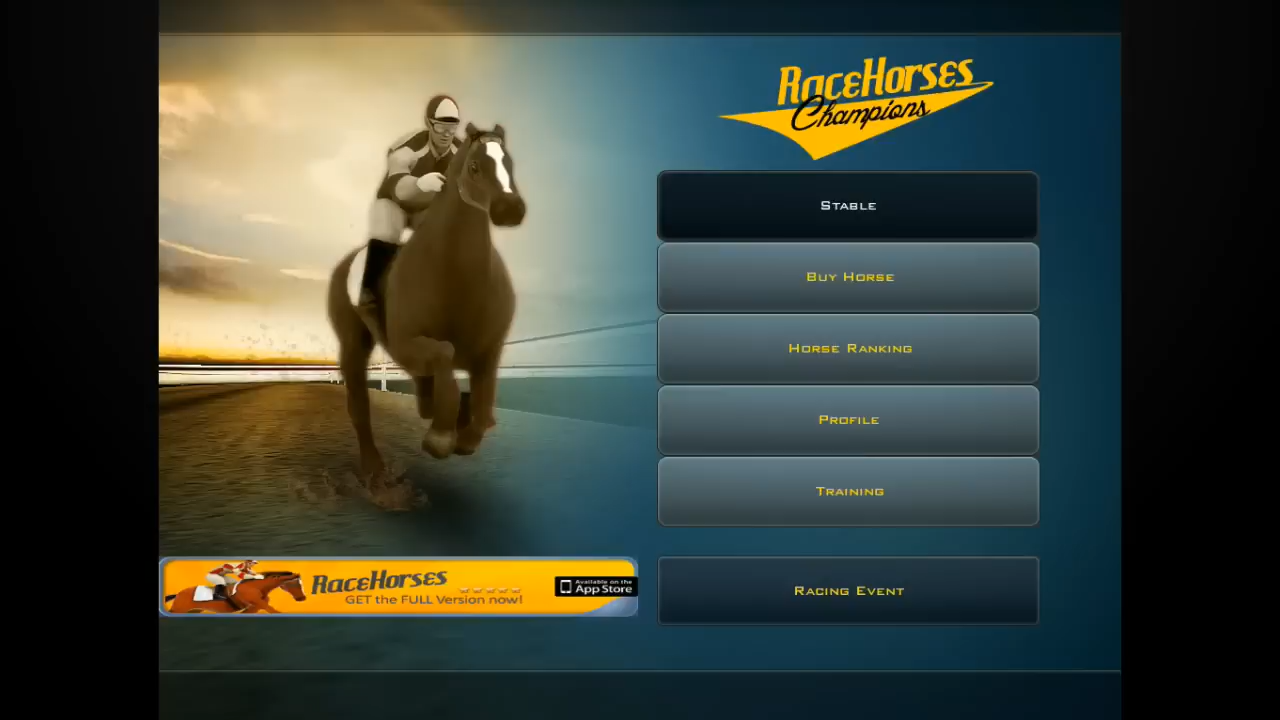 RaceHorses
Champions
Stable
Buy Horse
Horse Ranking
Profile
Training
RaceHorses
GET the FULL Version now!
Available on the
App Store
Racing Event